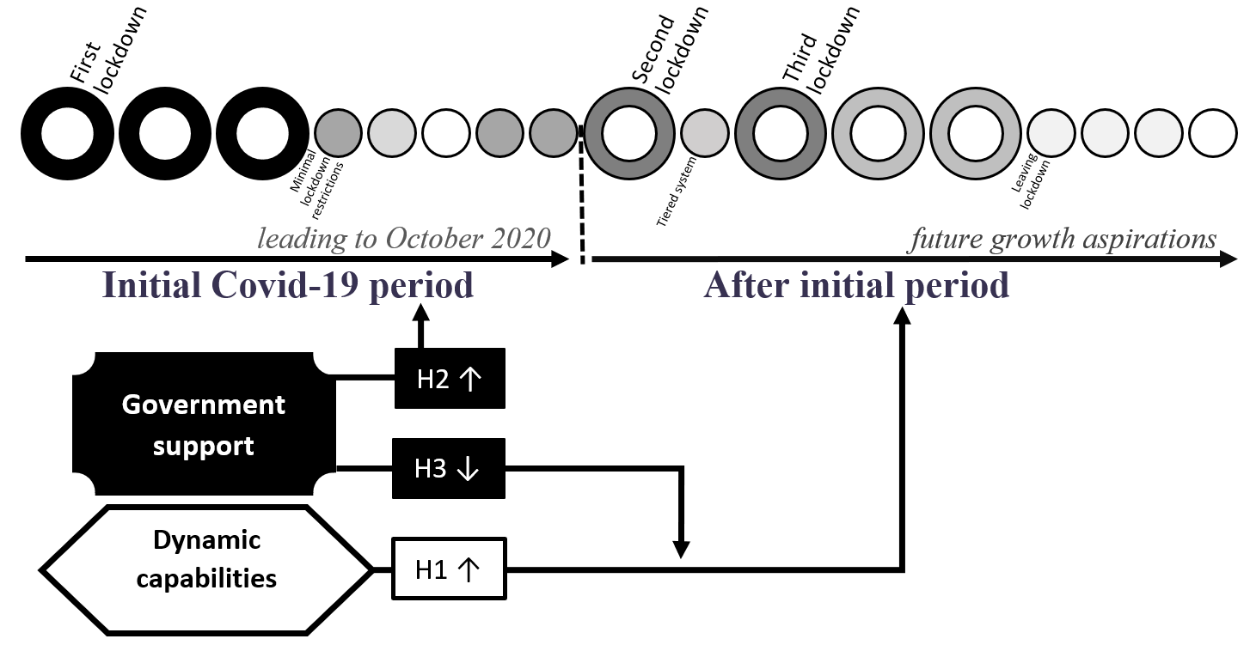 First
lockdown
Second
lockdown
Third
lockdown
Minimal
lockdown
restrictions
Tiered system
Leaving
lockdown
leading to October 2020
future growth aspirations
Initial Covid-19 period
After initial period
H2 ↑
Government
support
H3 ↓
Dynamic
capabilities
H1 ↑